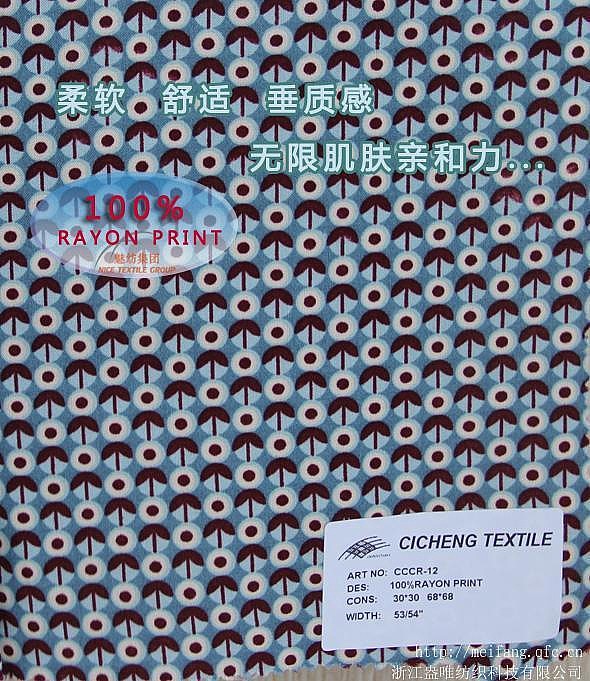 柔软 舒适 垂质感
无限肌肤亲和力...
100%
RAYON PRINT
魅纺集团
NICE TEXTILE GROUP
CICHENG TEXTILE
ART NO: CCCR-12
DES: 100%RAYON PRINT
CONS: 30*30 68*68
WIDTH: 53/54"
http://meifang.qfc.cn
浙江盛唯纺织科技有限公司